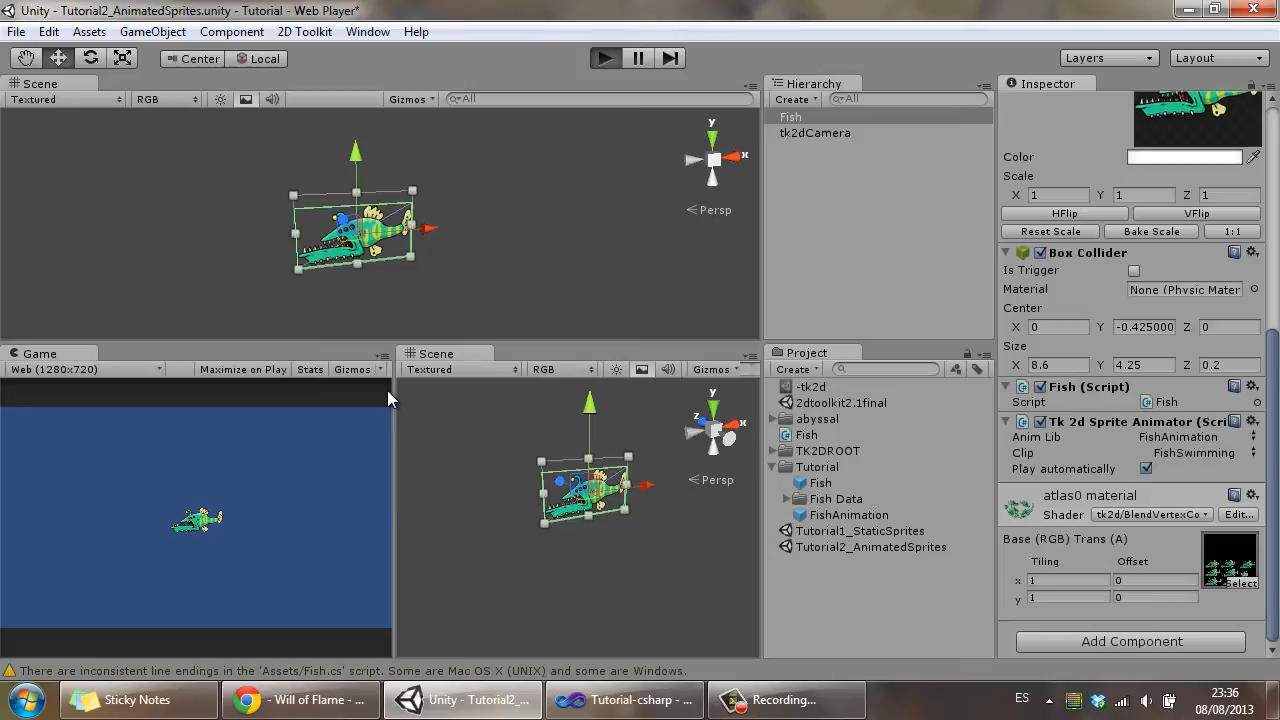 Unity - Tutorial2_AnimatedSprites.unity - Tutorial - Web Player*
File Edit Assets GameObject Component 2D Toolkit Window Help
Center Local Layers Layout
Scene
Textured RGB Gizmos All
y
x
Persp
Hierarchy
Create All
Fish
tk2dCamera
Inspector
Color
Scale
X 1 Y 1 Z 1
HFlip VFlip
Reset Scale Bake Scale 1:1
Box Collider
Is Trigger
Material None (Physic Mater
Center
X 0 Y -0.425000 Z 0
Size
X 8.6 Y 4.25 Z 0.2
Fish (Script)
Script Fish
Tk 2d Sprite Animator (Scri
Anim Lib FishAnimation
Clip FishSwimming
Play automatically
atlas0 material
Shader tk2d/BlendVertexCo Edit...
Base (RGB) Trans (A)
Tiling Offset
x 1 0
y 1 0
Select
Add Component
Game
Web (1280x720) Maximize on Play Stats Gizmos
Scene
Textured RGB Gizmos
y
z x
Persp
Project
Create
-tk2d
2dtoolkit2.1final
abyssal
Fish
TK2DROOT
Tutorial
Fish
Fish Data
FishAnimation
Tutorial1_StaticSprites
Tutorial2_AnimatedSprites
There are inconsistent line endings in the 'Assets/Fish.cs' script. Some are Mac OS X (UNIX) and some are Windows.
Sticky Notes
- Will of Flame - ...
Unity - Tutorial2_...
Tutorial-csharp - ...
Recording...
ES
23:36
08/08/2013